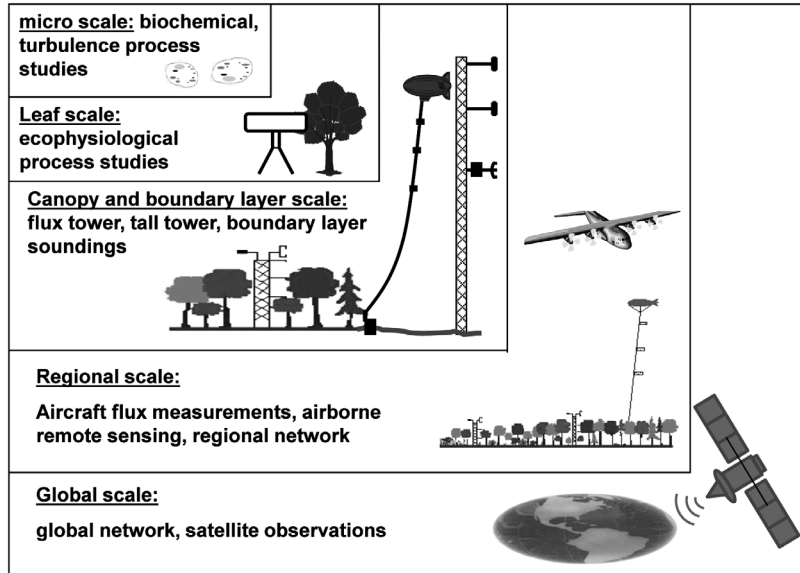 micro scale: biochemical,
turbulence process
studies
Leaf scale:
ecophysiological
process studies
Canopy and boundary layer scale:
flux tower, tall tower, boundary layer
soundings
Regional scale:
Aircraft flux measurements, airborne
remote sensing, regional network
Global scale:
global network, satellite observations